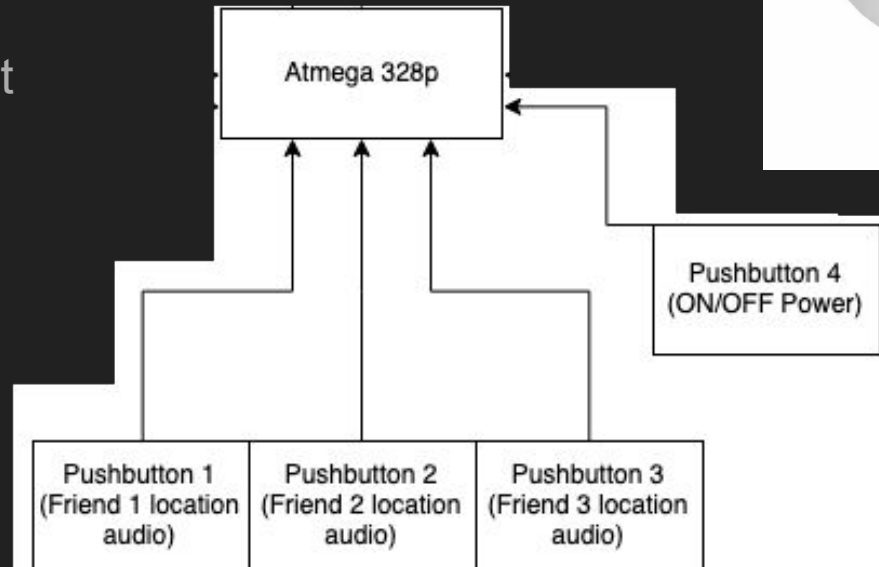 t
Atmega 328p
Pushbutton 4
(ON/OFF Power)
Pushbutton 1
(Friend 1 location
audio)
Pushbutton 2
(Friend 2 location
audio)
Pushbutton 3
(Friend 3 location
audio)